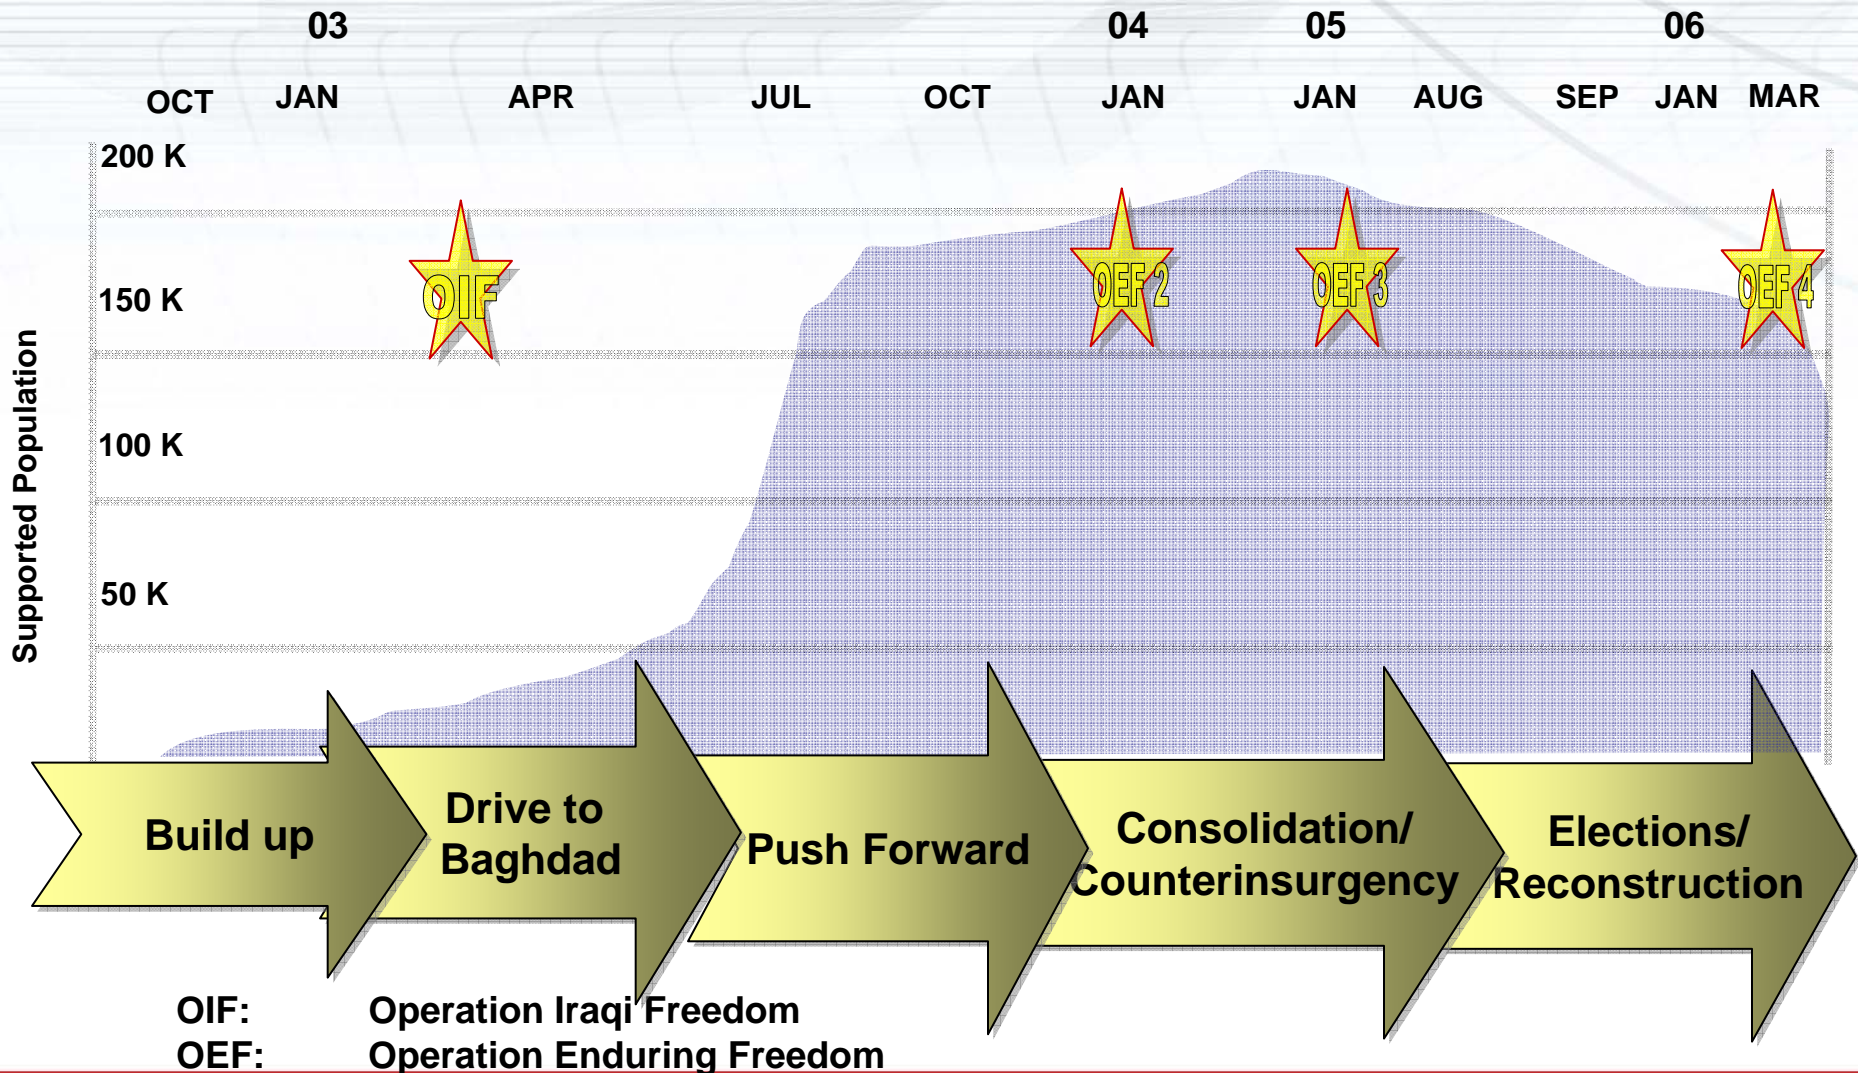 03 04 05 06
OCT JAN APR JUL OCT JAN JAN AUG SEP JAN MAR
200 K
150 K
100 K
50 K
Supported Population
OIF
OEF 2
OEF 3
OEF 4
Build up
Drive to
Baghdad
Push Forward
Consolidation/
Counterinsurgency
Elections/
Reconstruction
OIF: Operation Iraqi Freedom
OEF: Operation Enduring Freedom